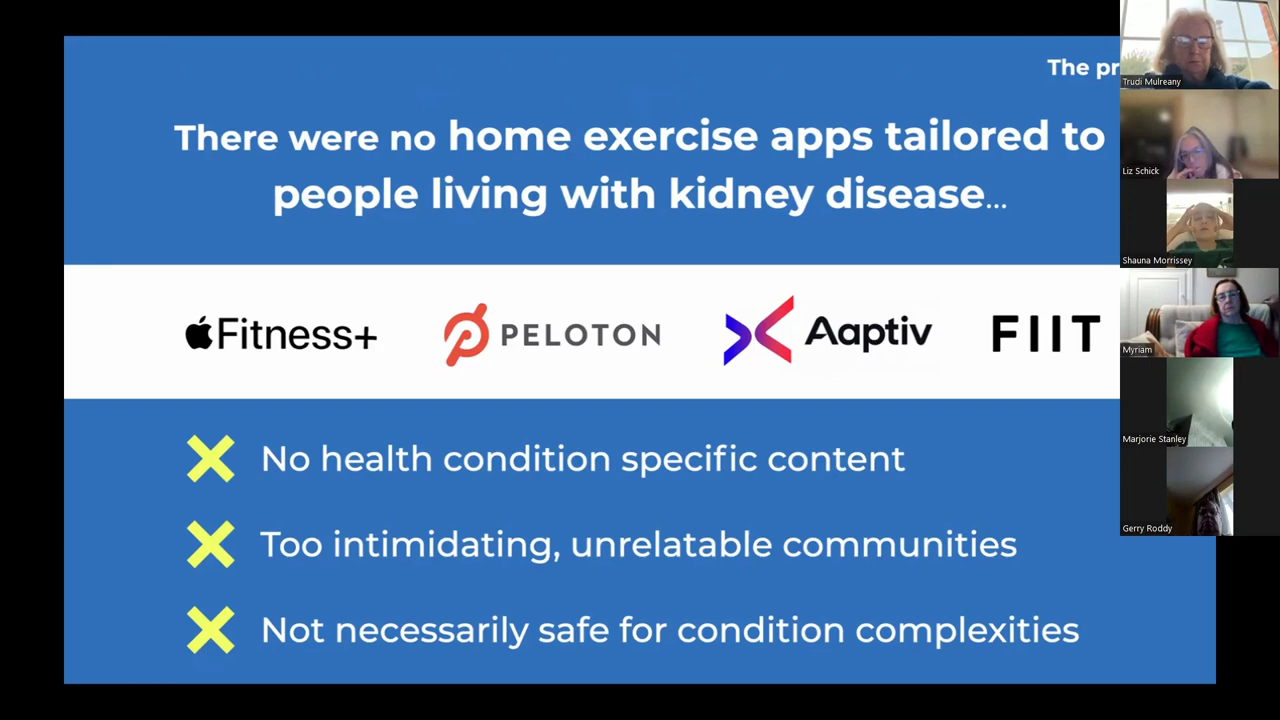 The pr
There were no home exercise apps tailored to
people living with kidney disease...
Fitness+
PELOTON
Aaptiv
FIIT
No health condition specific content
Too intimidating, unrelatable communities
Not necessarily safe for condition complexities
Trudi Mulreany
Liz Schick
Shauna Morrissey
Myriam
Marjorie Stanley
Gerry Roddy